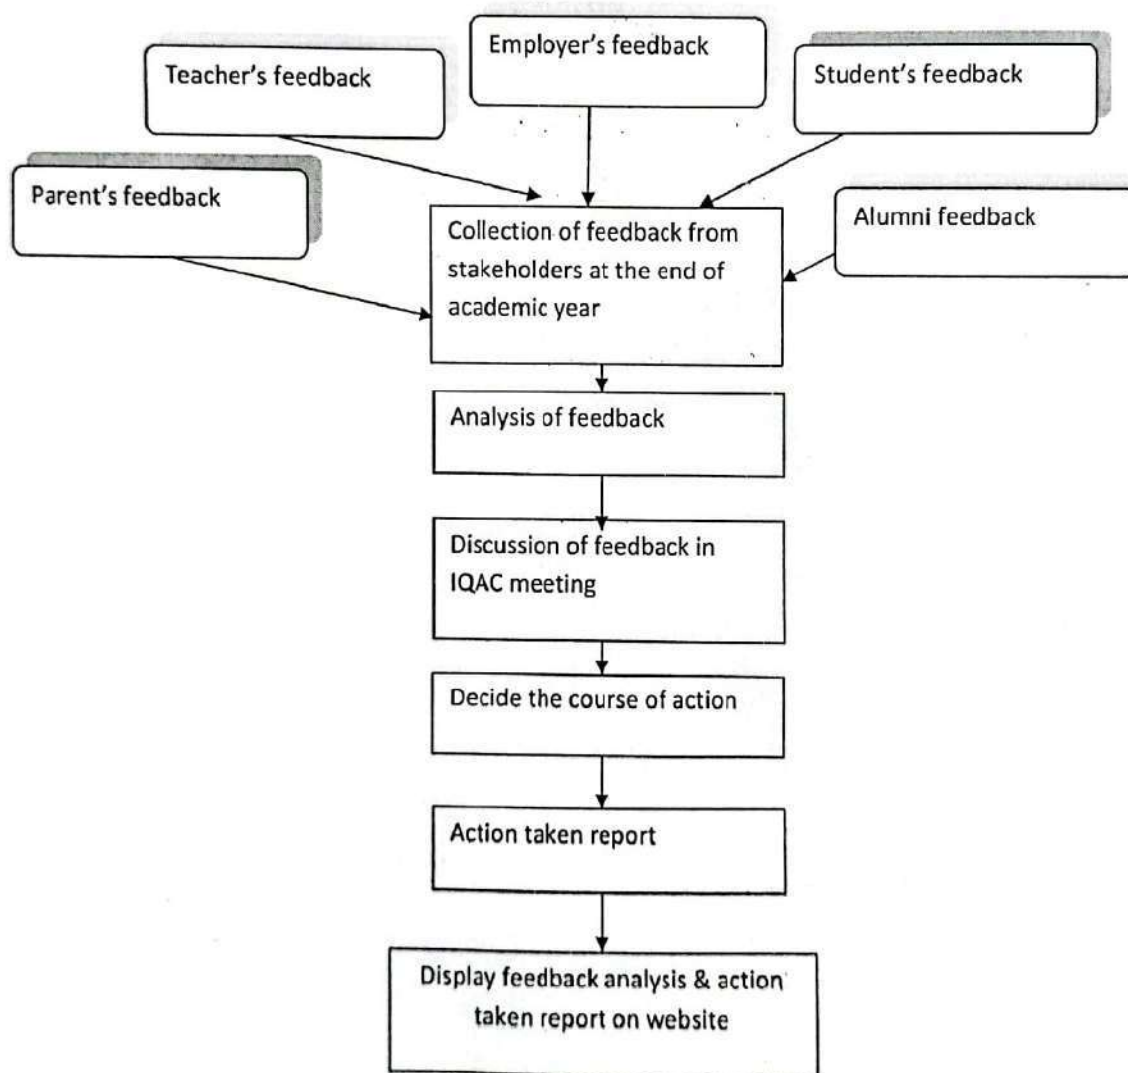 Employer's feedback
Teacher's feedback
Student's feedback
Parent's feedback
Alumni feedback
Collection of feedback from
stakeholders at the end of
academic year
Analysis of feedback
Discussion of feedback in
IQAC meeting
Decide the course of action
Action taken report
Display feedback analysis & action
taken report on website